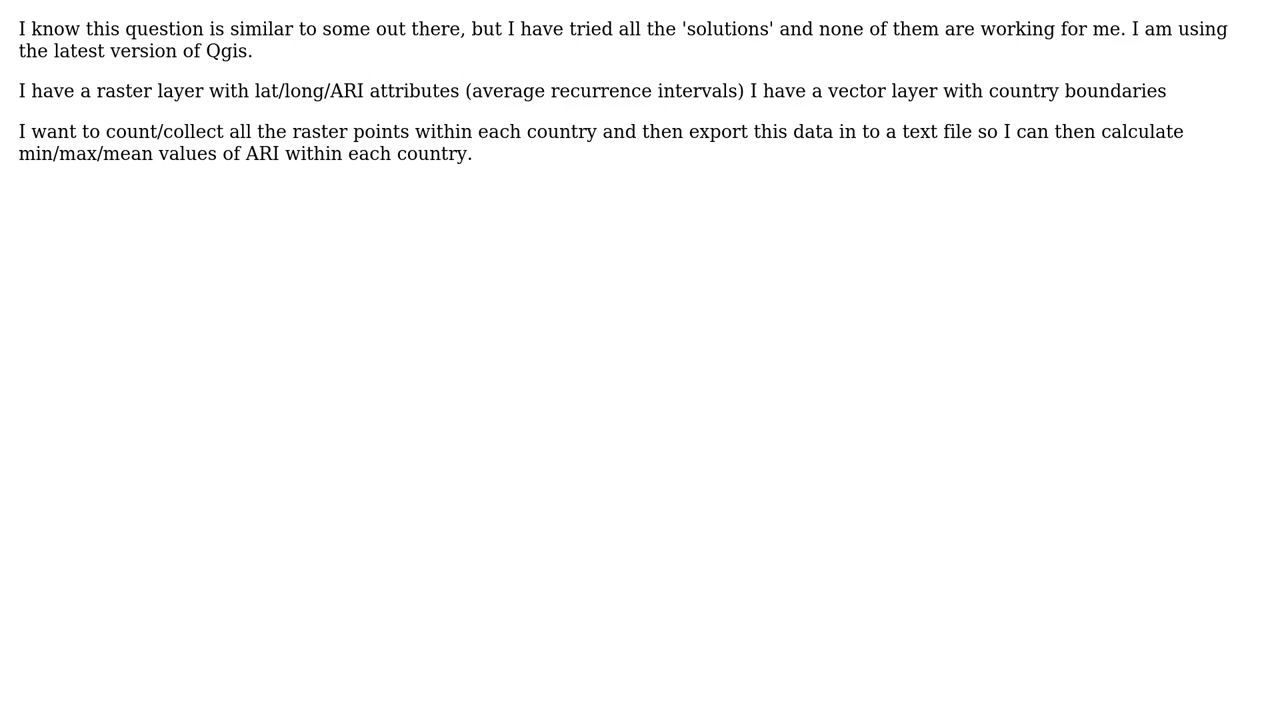 I know this question is similar to some out there, but I have tried all the 'solutions' and none of them are working for me. I am using
the latest version of Qgis.
I have a raster layer with lat/long/ARI attributes (average recurrence intervals) I have a vector layer with country boundaries
I want to count/collect all the raster points within each country and then export this data in to a text file so I can then calculate
min/max/mean values of ARI within each country.